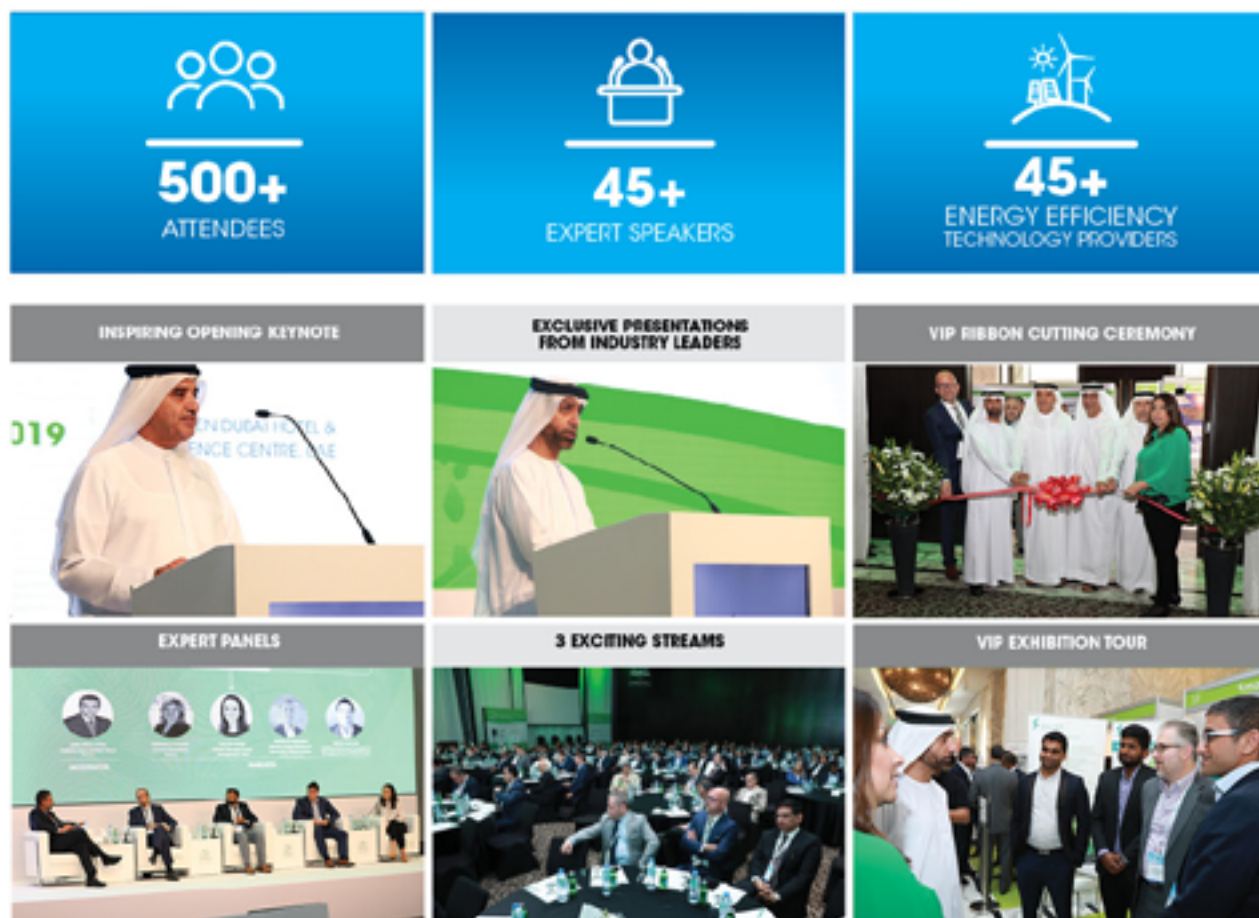 500+
ATTENDEES
45+
EXPERT SPEAKERS
45+
ENERGY EFFICIENCY
TECHNOLOGY PROVIDERS
INSPIRING OPENING KEYNOTE
EXCLUSIVE PRESENTATIONS
FROM INDUSTRY LEADERS
VIP RIBBON CUTTING CEREMONY
019
EN DUBAI HOTEL &
ENCE CENTRE, UAE
EXPERT PANELS
3 EXCITING STREAMS
VIP EXHIBITION TOUR